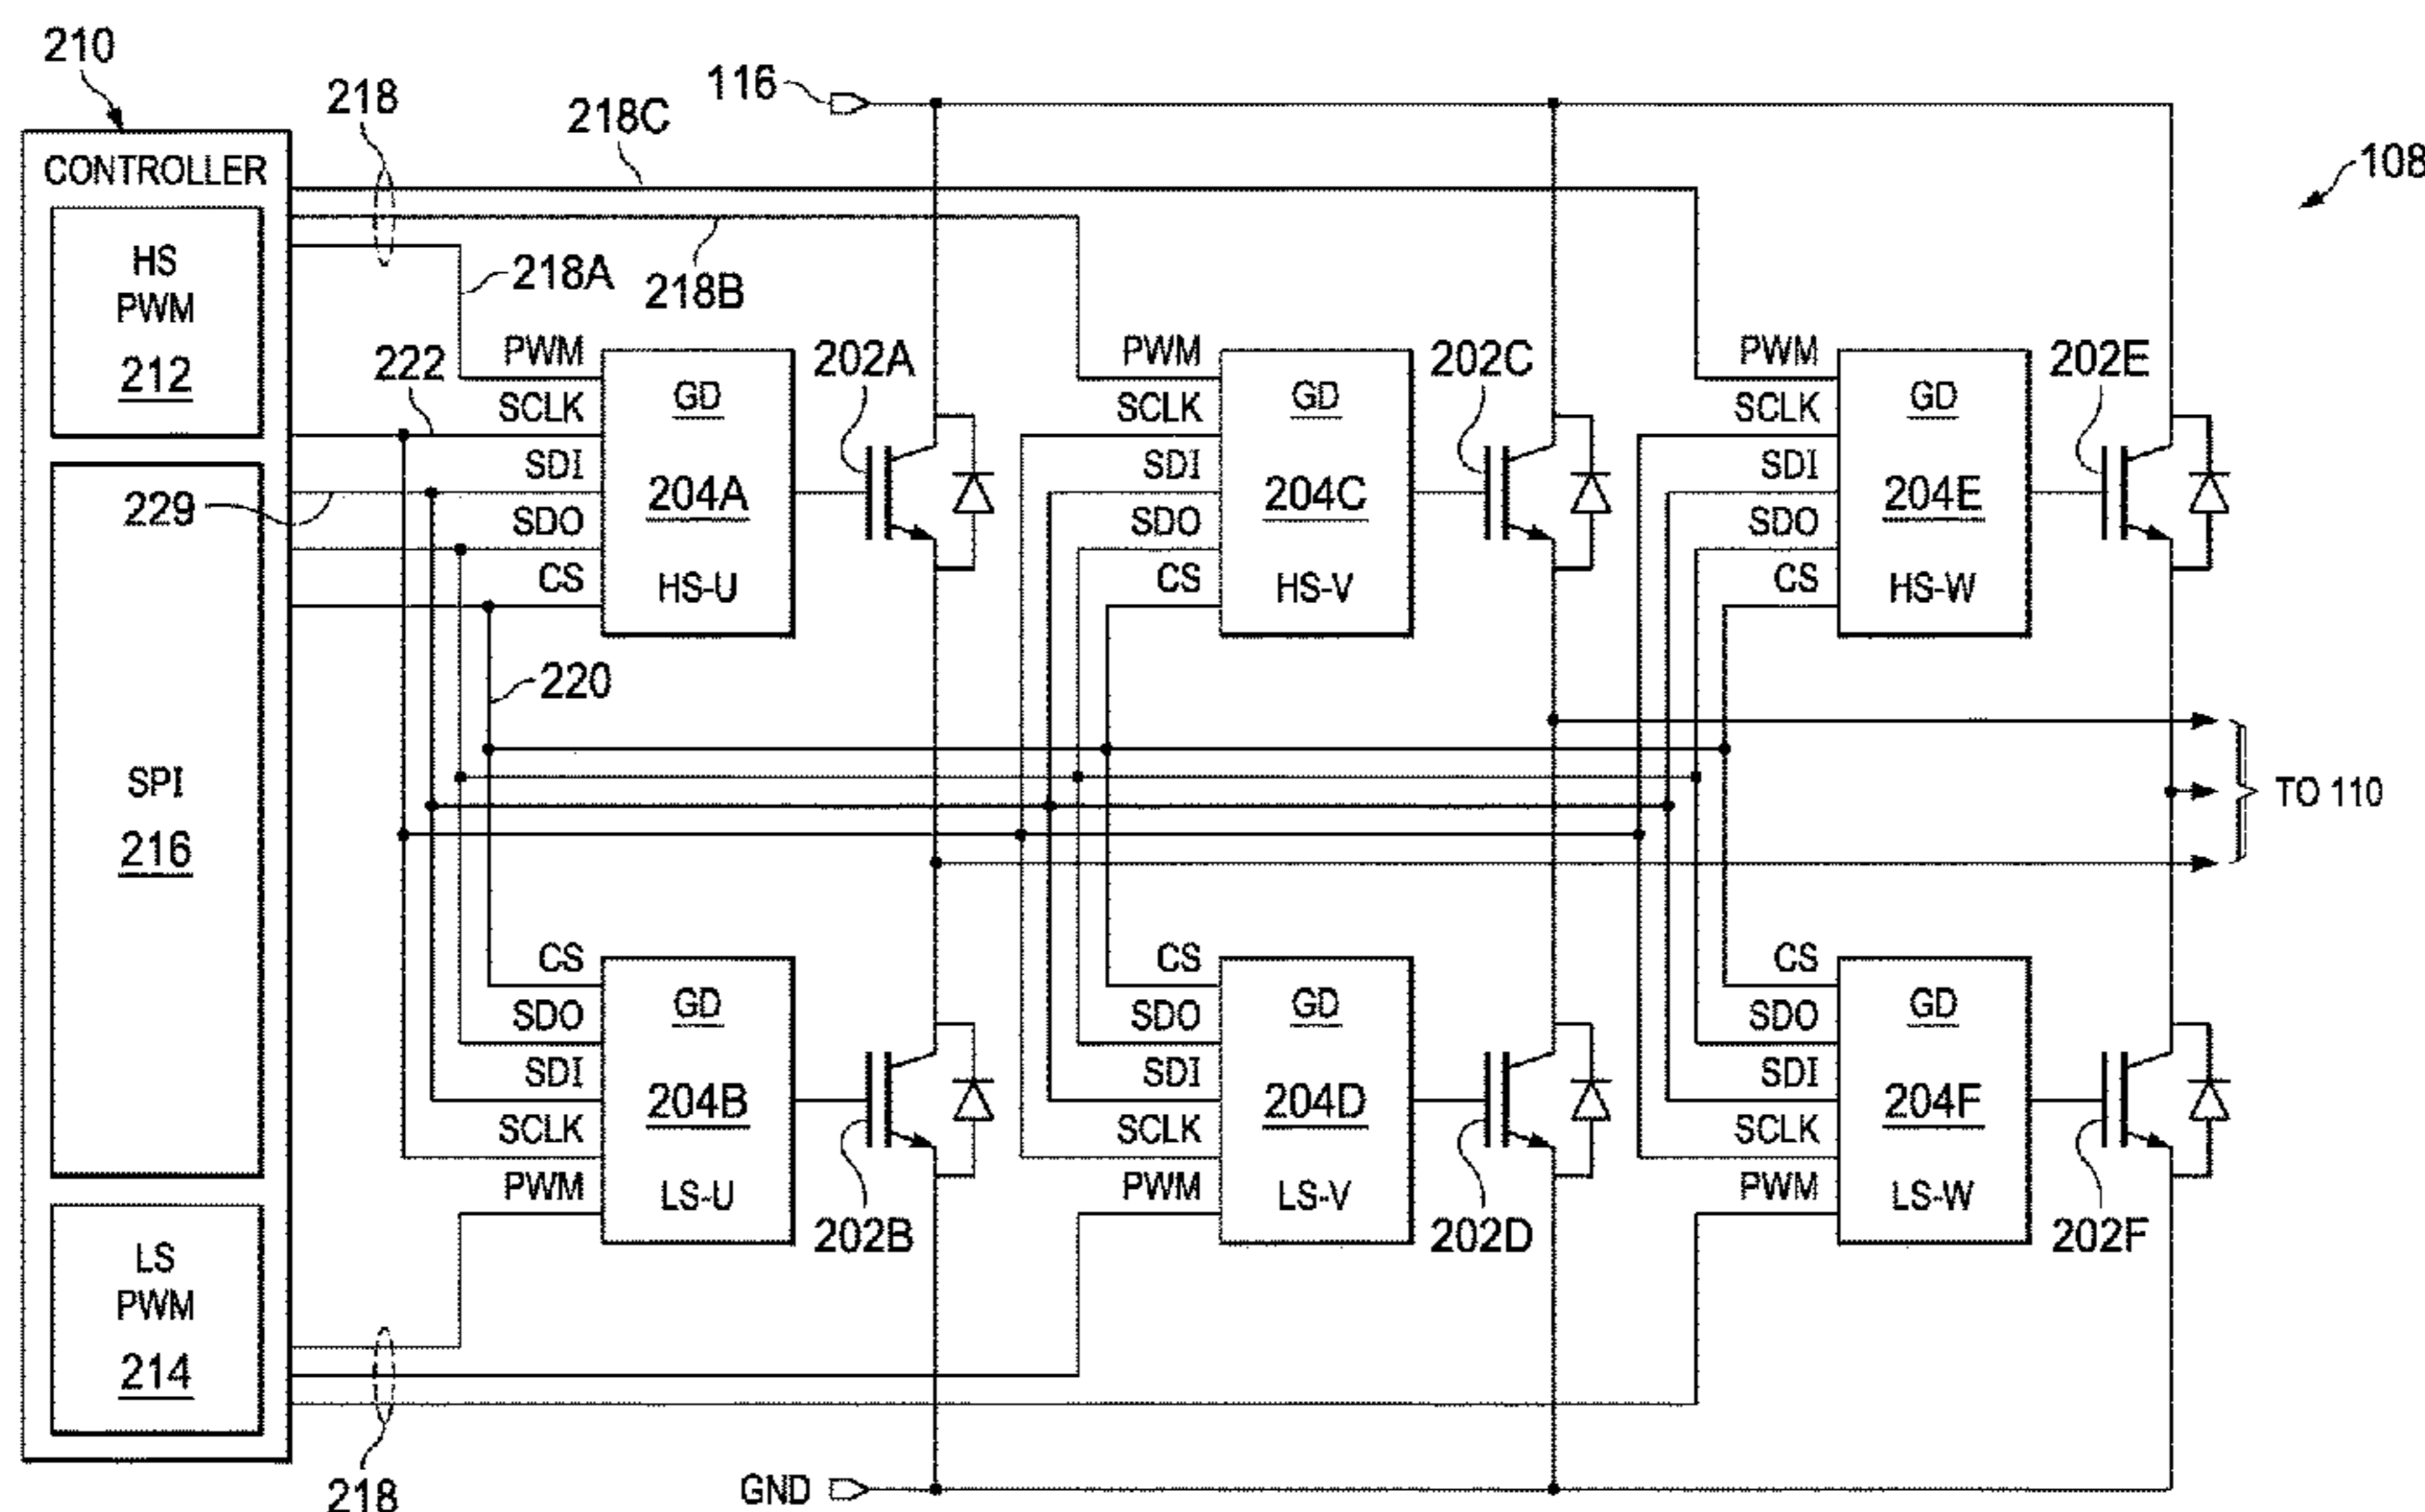 210
218
116
218C
108
CONTROLLER
HS
PWM
212
218A
218B
PWM
222
SCLK
SDI
229
SDO
CS
GD
204A
HS-U
202A
PWM
SCLK
SDI
SDO
CS
GD
204C
HS-V
202C
PWM
SCLK
SDI
SDO
CS
GD
204E
HS-W
202E
220
SPI
216
TO 110
CS
SDO
SDI
SCLK
PWM
GD
204B
LS-U
202B
CS
SDO
SDI
SCLK
PWM
GD
204D
LS-V
202D
CS
SDO
SDI
SCLK
PWM
GD
204F
LS-W
202F
LS
PWM
214
218
GND